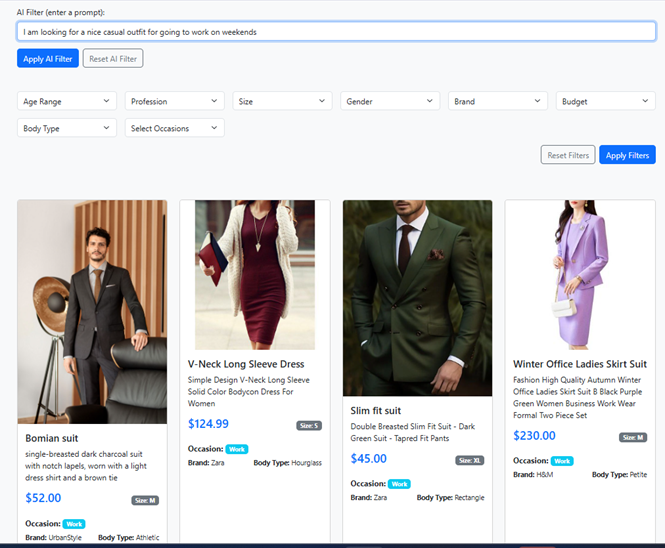 AI Filter (enter a prompt):
I am looking for a nice casual outfit for going to work on weekends
Apply AI Filter
Reset AI Filter
Age Range
Profession
Size
Gender
Brand
Budget
Body Type
Select Occasions
Reset Filters
Apply Filters
Bomian suit
single-breasted dark charcoal suit
with notch lapels, worn with a light
dress shirt and a brown tie
$52.00
Size: M
Occasion: Work
Brand: UrbanStyle
Body Type: Athletic
V-Neck Long Sleeve Dress
Simple Design V-Neck Long Sleeve
Solid Color Bodycon Dress For
Women
$124.99
Size: S
Occasion: Work
Brand: Zara
Body Type: Hourglass
Slim fit suit
Double Breasted Slim Fit Suit - Dark
Green Suit - Tapred Fit Pants
$45.00
Size: XL
Occasion: Work
Brand: Zara
Body Type: Rectangle
Winter Office Ladies Skirt Suit
Fashion High Quality Autumn Winter
Office Ladies Skirt Suit B Black Purple
Green Women Business Work Wear
Formal Two Piece Set
$230.00
Size: M
Occasion: Work
Brand: H&M
Body Type: Petite